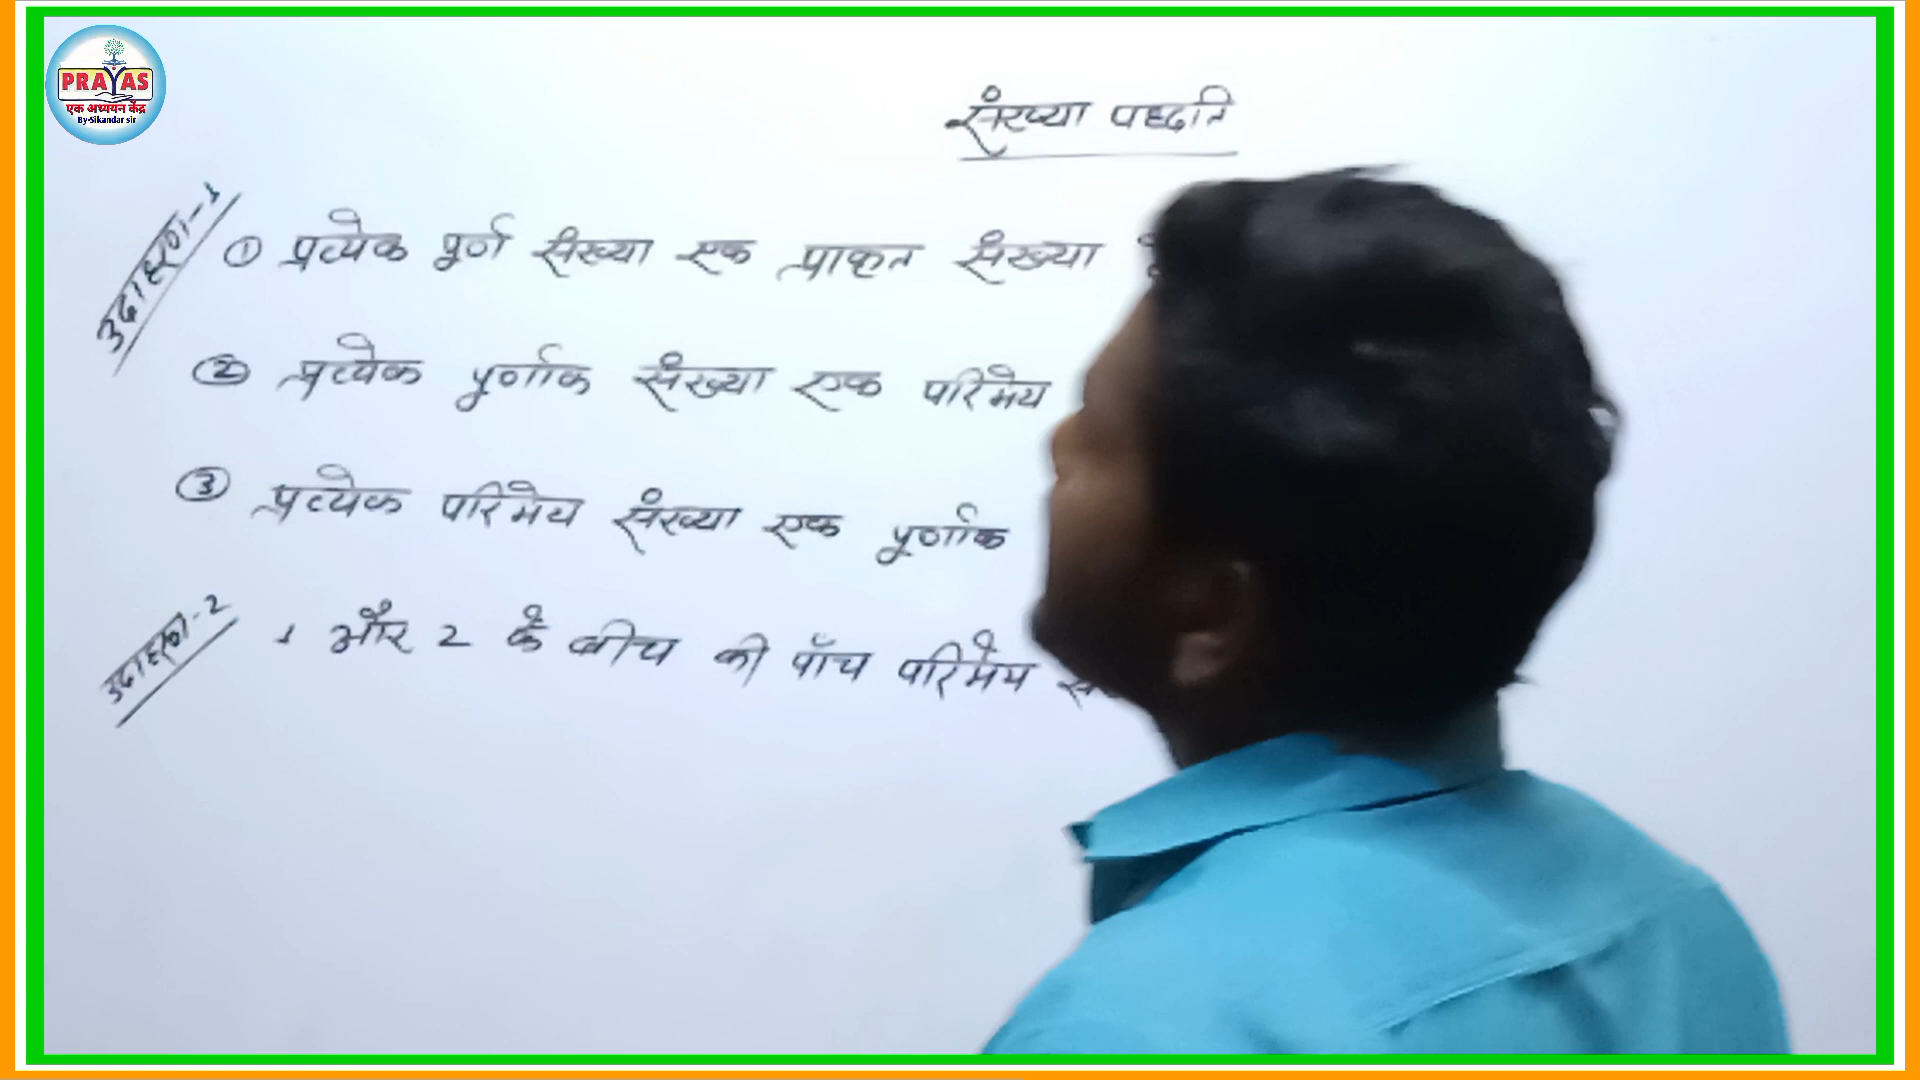 PRAYAS
एक अध्ययन केंद्र
By-Sikandar sir
संख्या पद्धति
उदाहरण-1
① प्रत्येक पूर्ण संख्या एक प्राकृत संख्या
② प्रत्येक पूर्णांक संख्या एक परिमेय
③ प्रत्येक परिमेय संख्या एक पूर्णांक
उदाहरण-2
1 और 2 के बीच की पाँच परिमेय